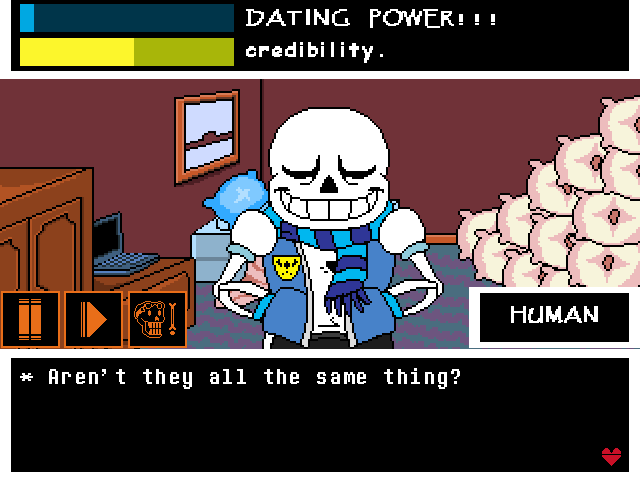 DATING POWER!!!
credibility.
HUMAN
* Aren't they all the same thing?